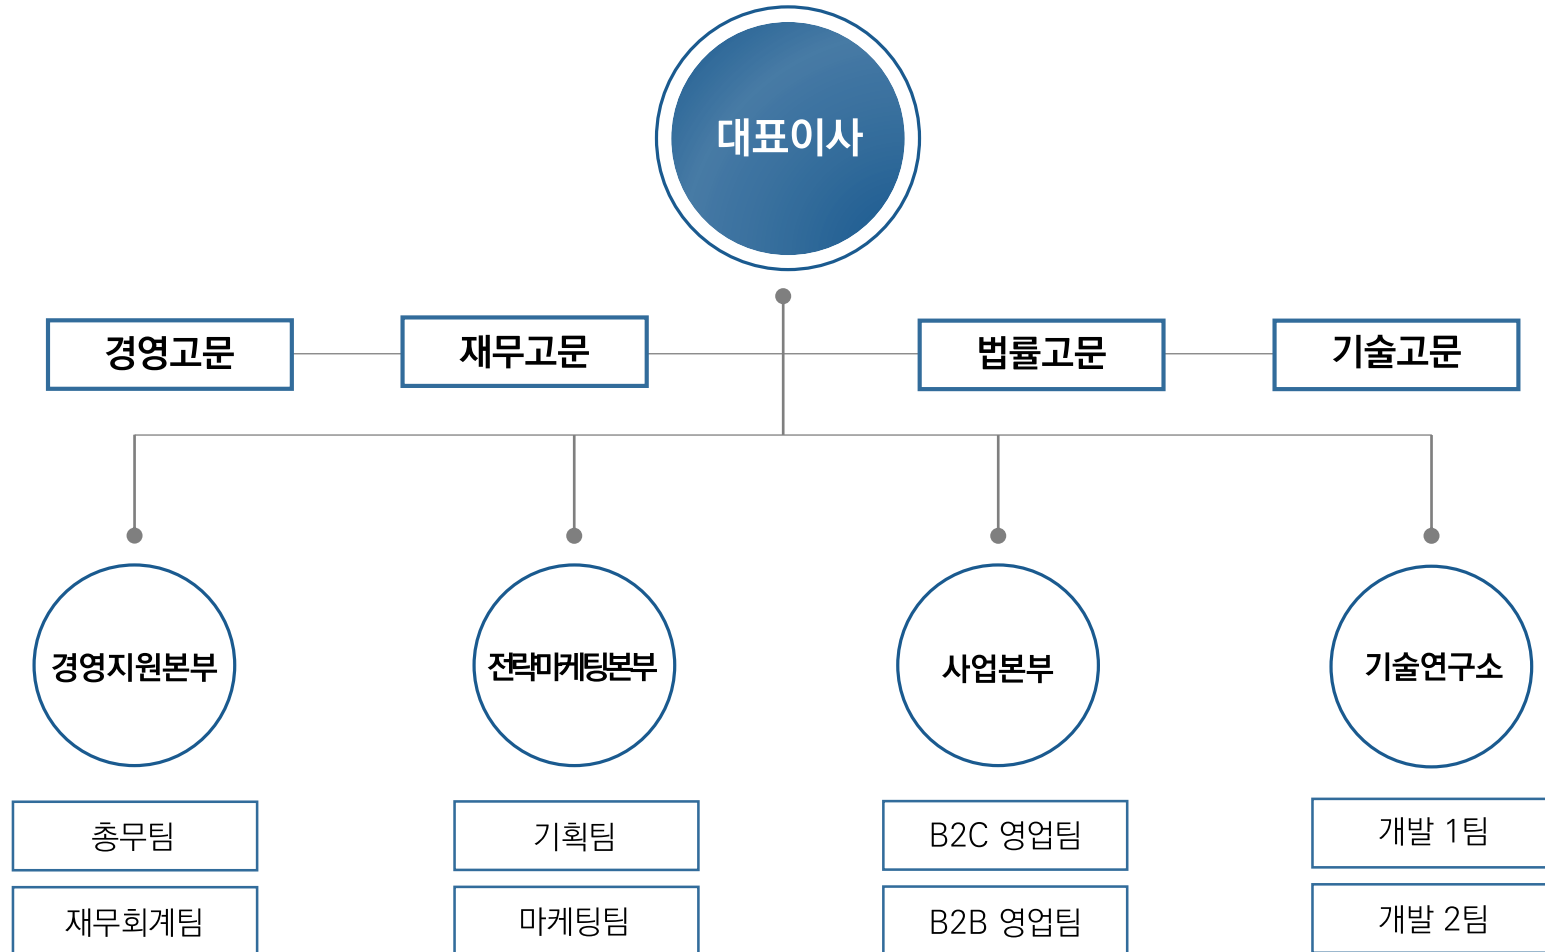 대표이사
경영고문
재무고문
법률고문
기술고문
경영지원본부
전략마케팅본부
사업본부
기술연구소
총무팀
기획팀
B2C 영업팀
개발 1팀
재무회계팀
마케팅팀
B2B 영업팀
개발 2팀